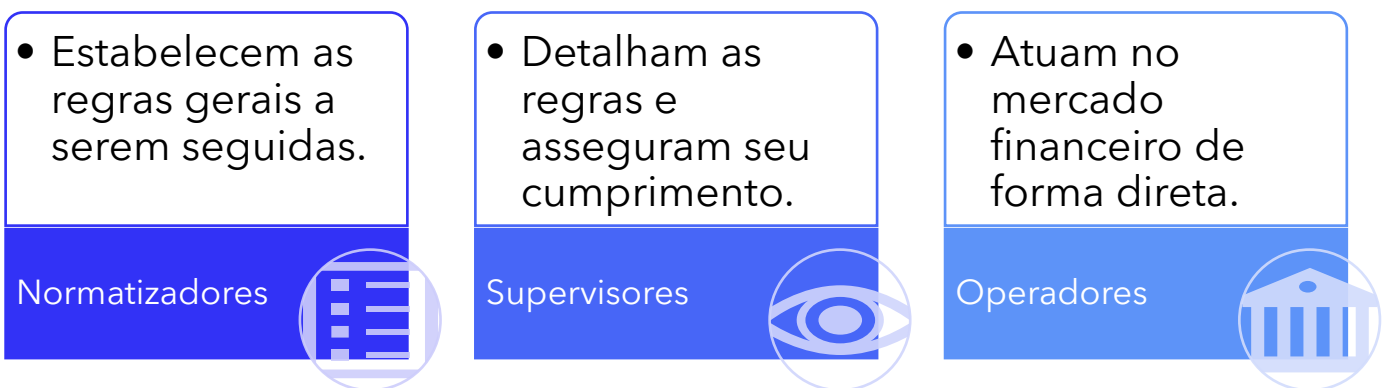 • Estabelecem as
regras gerais a
serem seguidas.
Normatizadores
• Detalham as
regras e
asseguram seu
cumprimento.
Supervisores
• Atuam no
mercado
financeiro de
forma direta.
Operadores